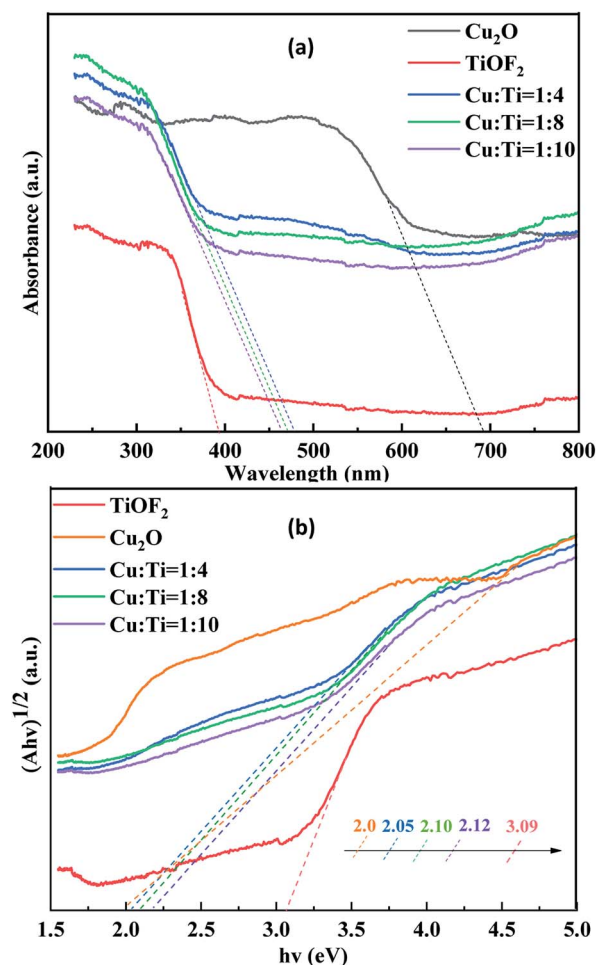 (a)
Cu₂O
TiOF₂
Cu:Ti=1:4
Cu:Ti=1:8
Cu:Ti=1:10
Absorbance (a.u.)
200 300 400 500 600 700 800
Wavelength (nm)
(b)
TiOF₂
Cu₂O
Cu:Ti=1:4
Cu:Ti=1:8
Cu:Ti=1:10
(Ahv)^1/2 (a.u.)
2.0 2.05 2.10 2.12 3.09
1.5 2.0 2.5 3.0 3.5 4.0 4.5 5.0
hv (eV)